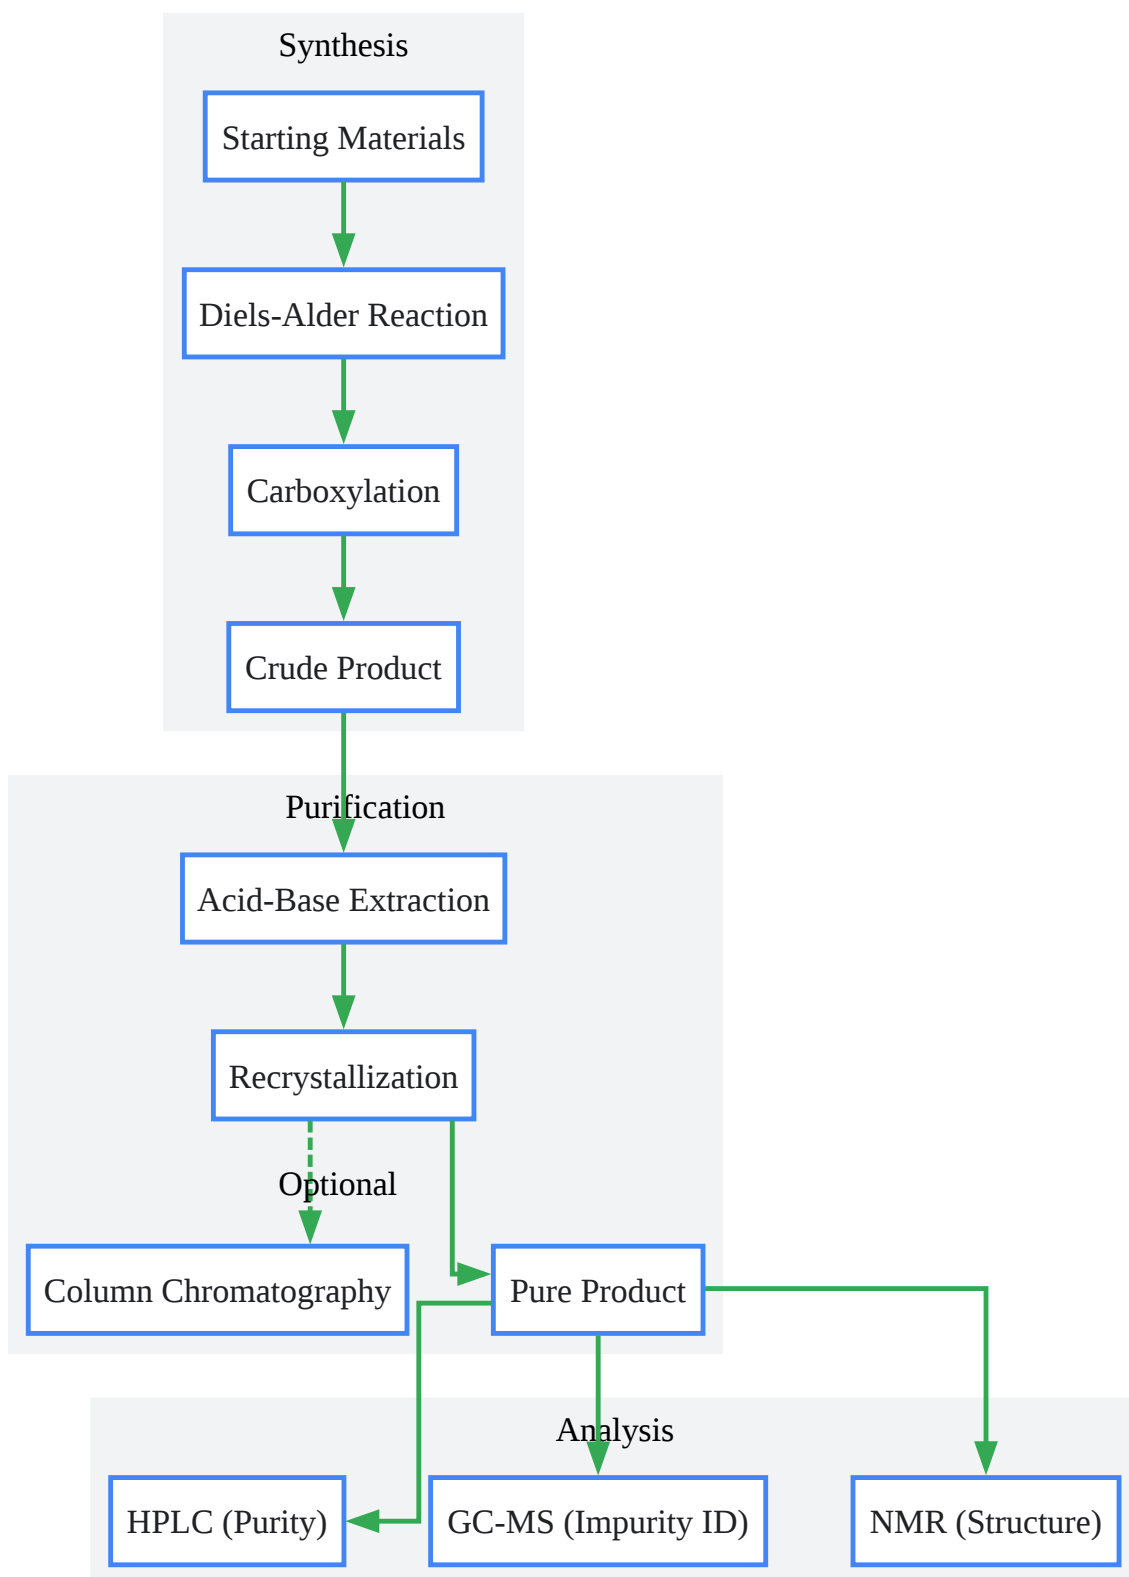 Synthesis
Starting Materials
Diels-Alder Reaction
Carboxylation
Crude Product
Purification
Acid-Base Extraction
Recrystallization
Optional
Column Chromatography
Pure Product
Analysis
HPLC (Purity)
GC-MS (Impurity ID)
NMR (Structure)